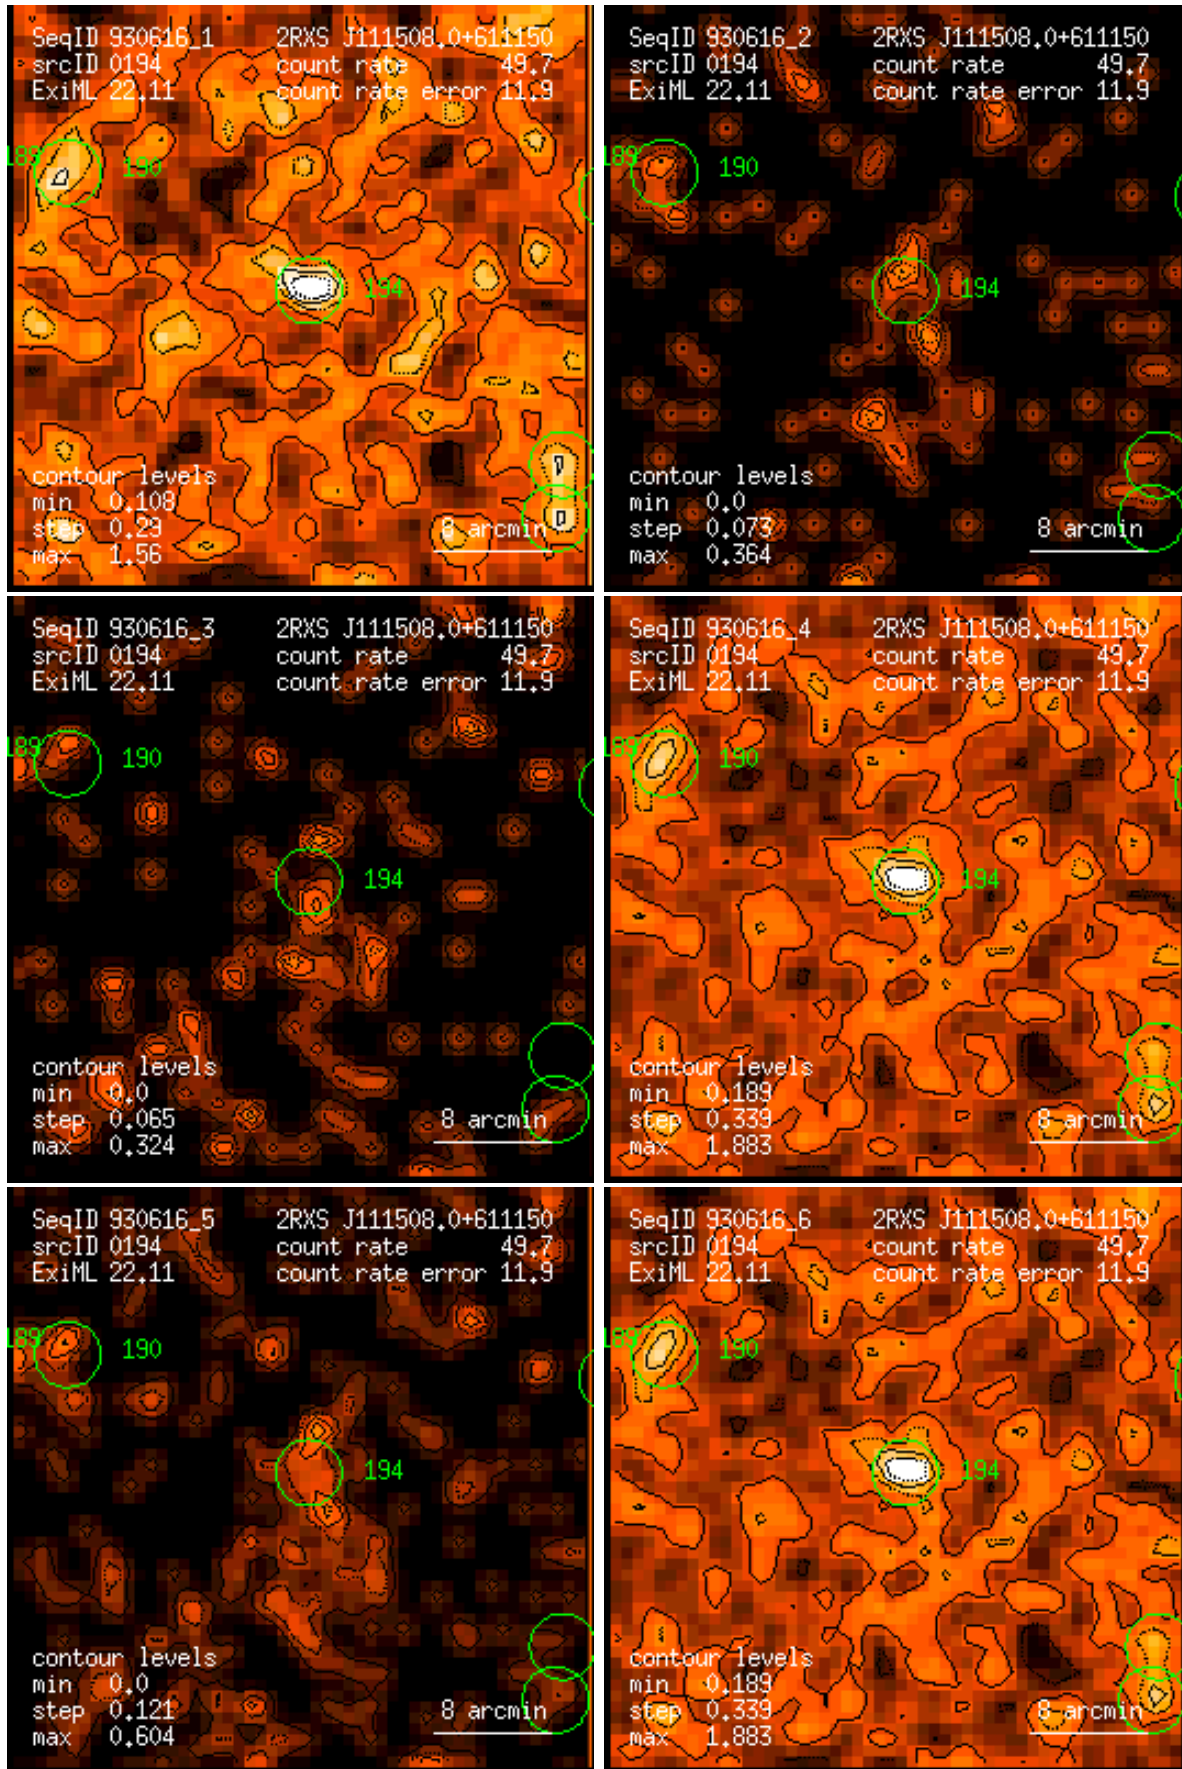 SeqID 930616_1 2RXS J111508.0+611150
srcID 0194 count rate 49.7
ExiML 22.11 count rate error 11.9
189 190
194
contour levels
min 0.108
step 0.29 8 arcmin
max 1.56
SeqID 930616_2 2RXS J111508.0+611150
srcID 0194 count rate 49.7
ExiML 22.11 count rate error 11.9
189 190
194
contour levels
min 0.0
step 0.073 8 arcmin
max 0.364
SeqID 930616_3 2RXS J111508.0+611150
srcID 0194 count rate 49.7
ExiML 22.11 count rate error 11.9
189 190
194
contour levels
min 0.0
step 0.065 8 arcmin
max 0.324
SeqID 930616_4 2RXS J111508.0+611150
srcID 0194 count rate 49.7
ExiML 22.11 count rate error 11.9
189 190
194
contour levels
min 0.189
step 0.339 8 arcmin
max 1.883
SeqID 930616_5 2RXS J111508.0+611150
srcID 0194 count rate 49.7
ExiML 22.11 count rate error 11.9
189 190
194
contour levels
min 0.0
step 0.121 8 arcmin
max 0.604
SeqID 930616_6 2RXS J111508.0+611150
srcID 0194 count rate 49.7
ExiML 22.11 count rate error 11.9
189 190
194
contour levels
min 0.189
step 0.339 8 arcmin
max 1.883